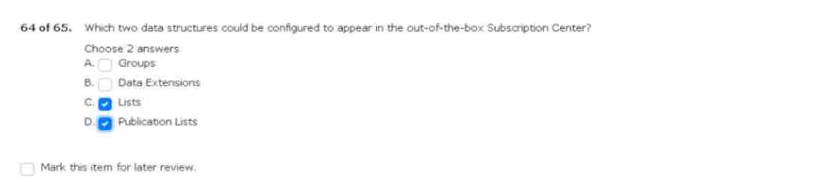 64 of 65. Which two data structures could be configured to appear in the out-of-the-box Subscription Center?
Choose 2 answers
A. Groups
B. Data Extensions
C. Lists
D. Publication Lists
Mark this item for later review.